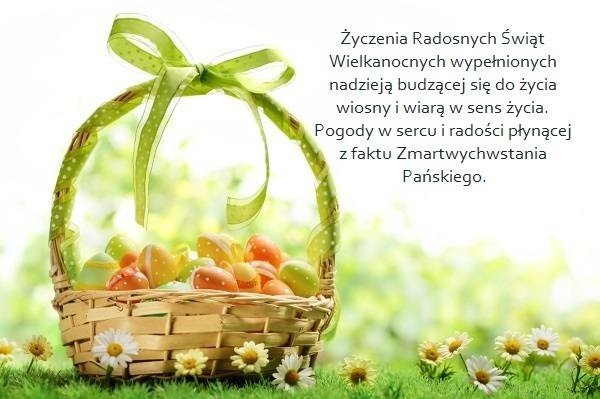 Życzenia Radosnych Świąt
Wielkanocnych wypełnionych
nadzieją budzącej się do życia
wiosny i wiarą w sens życia.
Pogody w sercu i radości płynącej
z faktu Zmartwychwstania
Pańskiego.